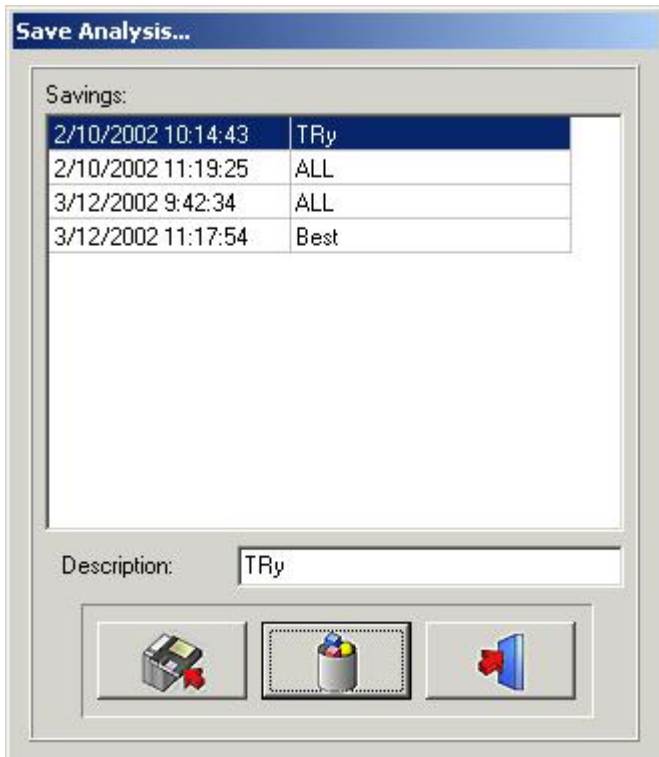 Save Analysis...
Savings:
2/10/2002 10:14:43 TRy
2/10/2002 11:19:25 ALL
3/12/2002 9:42:34 ALL
3/12/2002 11:17:54 Best
Description: TRy